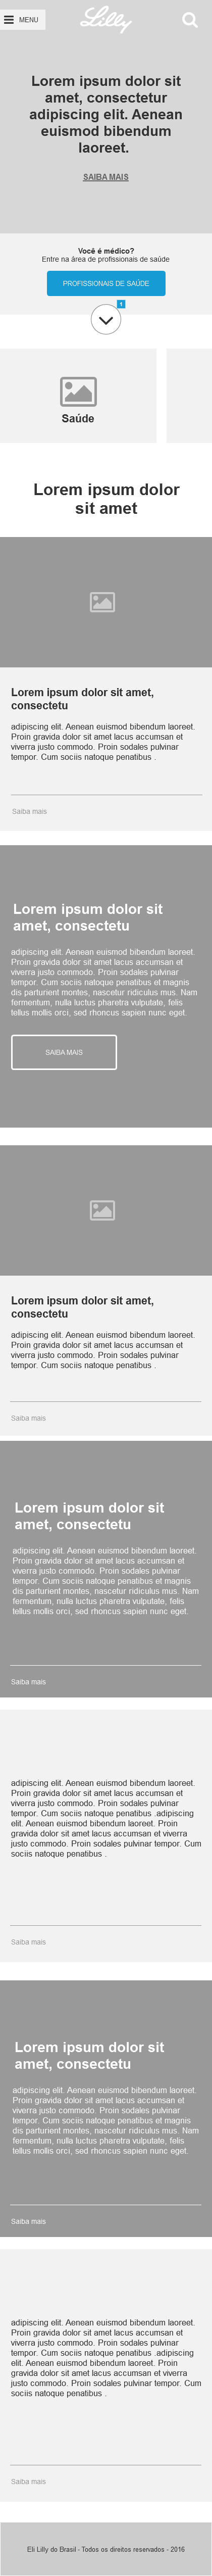 MENU
Lilly
Lorem ipsum dolor sit
amet, consectetur
adipiscing elit. Aenean
euismod bibendum
laoreet.
SAIBA MAIS
Você é médico?
Entre na área de profissionais de saúde
PROFISSIONAIS DE SAÚDE
1
Saúde
Lorem ipsum dolor
sit amet
Lorem ipsum dolor sit amet,
consectetu
adipiscing elit. Aenean euismod bibendum laoreet.
Proin gravida dolor sit amet lacus accumsan et
viverra justo commodo. Proin sodales pulvinar
tempor. Cum sociis natoque penatibus .
Saiba mais
Lorem ipsum dolor sit
amet, consectetu
adipiscing elit. Aenean euismod bibendum laoreet.
Proin gravida dolor sit amet lacus accumsan et
viverra justo commodo. Proin sodales pulvinar
tempor. Cum sociis natoque penatibus et magnis
dis parturient montes, nascetur ridiculus mus. Nam
fermentum, nulla luctus pharetra vulputate, felis
tellus mollis orci, sed rhoncus sapien nunc eget.
SAIBA MAIS
Lorem ipsum dolor sit amet,
consectetu
adipiscing elit. Aenean euismod bibendum laoreet.
Proin gravida dolor sit amet lacus accumsan et
viverra justo commodo. Proin sodales pulvinar
tempor. Cum sociis natoque penatibus .
Saiba mais
Lorem ipsum dolor sit
amet, consectetu
adipiscing elit. Aenean euismod bibendum laoreet.
Proin gravida dolor sit amet lacus accumsan et
viverra justo commodo. Proin sodales pulvinar
tempor. Cum sociis natoque penatibus et magnis
dis parturient montes, nascetur ridiculus mus. Nam
fermentum, nulla luctus pharetra vulputate, felis
tellus mollis orci, sed rhoncus sapien nunc eget.
Saiba mais
adipiscing elit. Aenean euismod bibendum laoreet.
Proin gravida dolor sit amet lacus accumsan et
viverra justo commodo. Proin sodales pulvinar
tempor. Cum sociis natoque penatibus .adipiscing
elit. Aenean euismod bibendum laoreet. Proin
gravida dolor sit amet lacus accumsan et viverra
justo commodo. Proin sodales pulvinar tempor. Cum
sociis natoque penatibus .
Saiba mais
Lorem ipsum dolor sit
amet, consectetu
adipiscing elit. Aenean euismod bibendum laoreet.
Proin gravida dolor sit amet lacus accumsan et
viverra justo commodo. Proin sodales pulvinar
tempor. Cum sociis natoque penatibus et magnis
dis parturient montes, nascetur ridiculus mus. Nam
fermentum, nulla luctus pharetra vulputate, felis
tellus mollis orci, sed rhoncus sapien nunc eget.
Saiba mais
adipiscing elit. Aenean euismod bibendum laoreet.
Proin gravida dolor sit amet lacus accumsan et
viverra justo commodo. Proin sodales pulvinar
tempor. Cum sociis natoque penatibus .adipiscing
elit. Aenean euismod bibendum laoreet. Proin
gravida dolor sit amet lacus accumsan et viverra
justo commodo. Proin sodales pulvinar tempor. Cum
sociis natoque penatibus .
Saiba mais
Eli Lilly do Brasil - Todos os direitos reservados - 2016